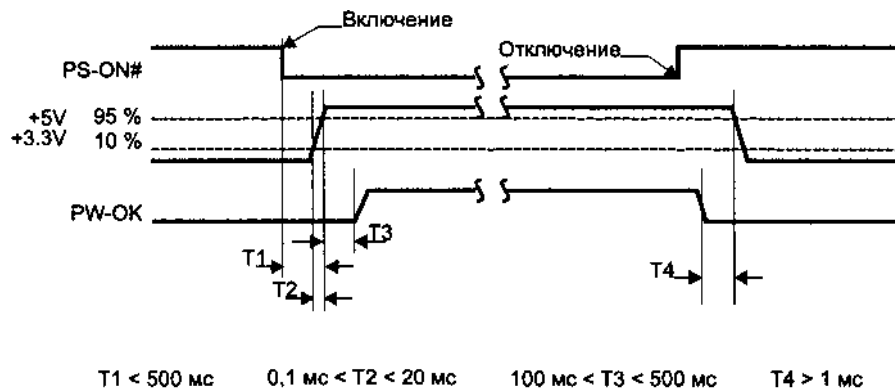 Включение
Отключение
PS-ON#
+5V 95 %
+3.3V 10 %
PW-OK
T3
T1
T4
T2
T1 < 500 мс 0,1 мс < T2 < 20 мс 100 мс < T3 < 500 мс T4 > 1 мс